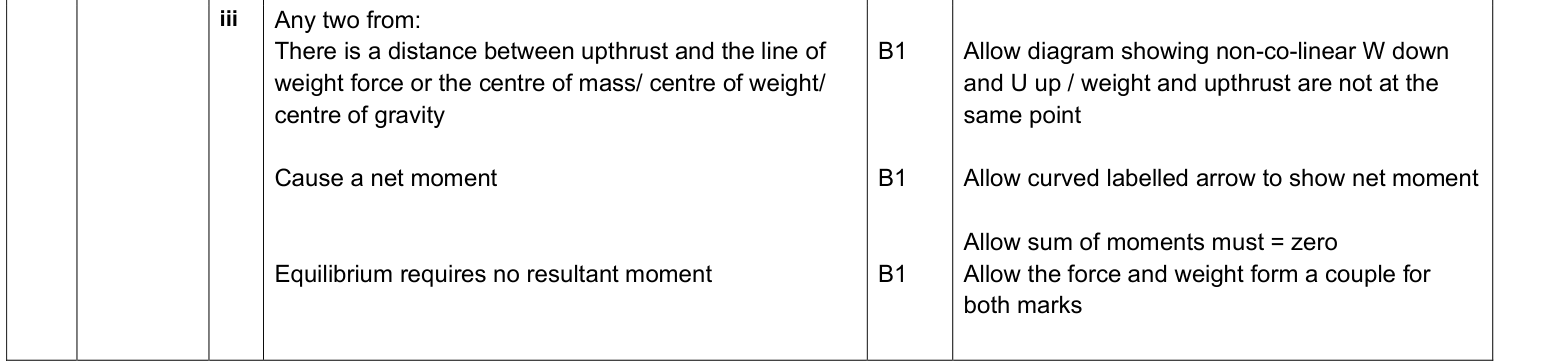 iii Any two from:
There is a distance between upthrust and the line of B1 Allow diagram showing non-co-linear W down
weight force or the centre of mass/ centre of weight/ and U up / weight and upthrust are not at the
centre of gravity same point
Cause a net moment B1 Allow curved labelled arrow to show net moment
Allow sum of moments must = zero
Equilibrium requires no resultant moment B1 Allow the force and weight form a couple for
both marks